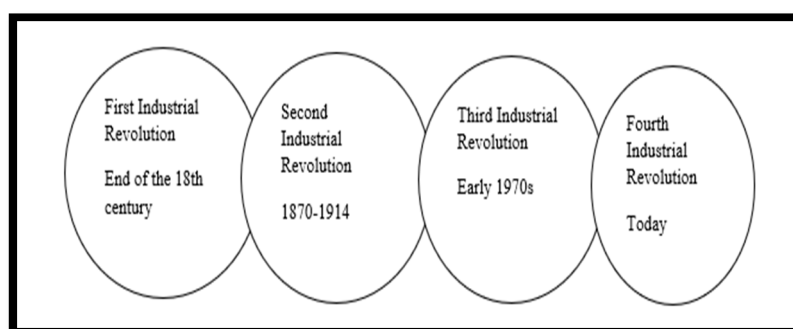 First Industrial
Revolution
End of the 18th
century
Second
Industrial
Revolution
1870-1914
Third Industrial
Revolution
Early 1970s
Fourth
Industrial
Revolution
Today